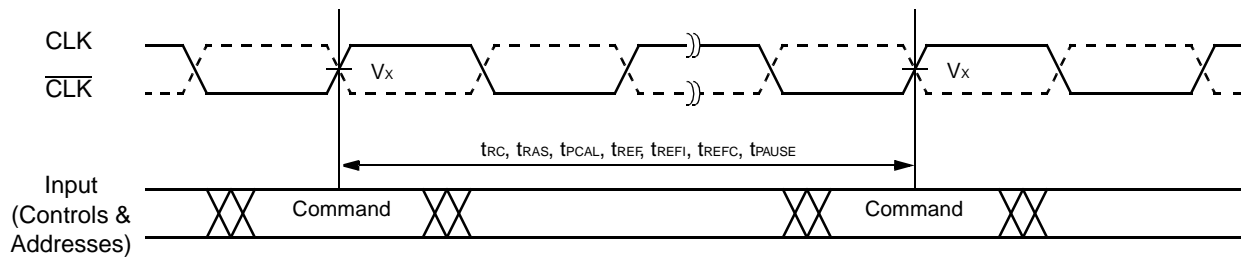 CLK
CLK
VX
VX
tRC, tRAS, tPCAL, tREF, tREFI, tREFC, tPAUSE
Input
(Controls &
Addresses)
Command
Command